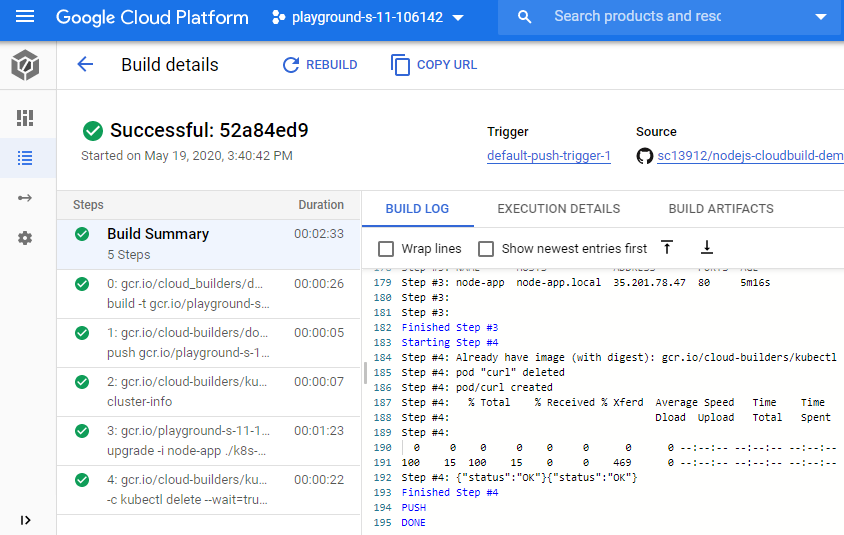 Google Cloud Platform
playground-s-11-106142
Search products and resc
Build details
REBUILD
COPY URL
Successful: 52a84ed9
Started on May 19, 2020, 3:40:42 PM
Trigger
default-push-trigger-1
Source
sc13912/nodejs-cloudbuild-dem
Steps Duration
Build Summary 00:02:33
5 Steps
0: gcr.io/cloud_builders/d... 00:00:26
build -t gcr.io/playground-s...
1: gcr.io/cloud-builders/do... 00:00:05
push gcr.io/playground-s-1...
2: gcr.io/cloud-builders/ku... 00:00:07
cluster-info
3: gcr.io/playground-s-11-1... 00:01:23
upgrade -i node-app ./k8s-...
4: gcr.io/cloud-builders/ku... 00:00:22
-c kubectl delete --wait=tru...
BUILD LOG EXECUTION DETAILS BUILD ARTIFACTS
Wrap lines Show newest entries first
178 Step #3: NAME HOSTS ADDRESS PORTS AGE
179 Step #3: node-app node-app.local 35.201.78.47 80 5m16s
180 Step #3:
181 Step #3:
182 Finished Step #3
183 Starting Step #4
184 Step #4: Already have image (with digest): gcr.io/cloud-builders/kubectl
185 Step #4: pod "curl" deleted
186 Step #4: pod/curl created
187 Step #4: % Total % Received % Xferd Average Speed Time Time
188 Step #4: Dload Upload Total Spent
189 Step #4:
190 0 0 0 0 0 0 0 0 --:--:-- --:--:-- --:--:--
191 100 15 100 15 0 0 469 0 --:--:-- --:--:-- --:--:--
192 Step #4: {"status":"OK"}{"status":"OK"}
193 Finished Step #4
194 PUSH
195 DONE